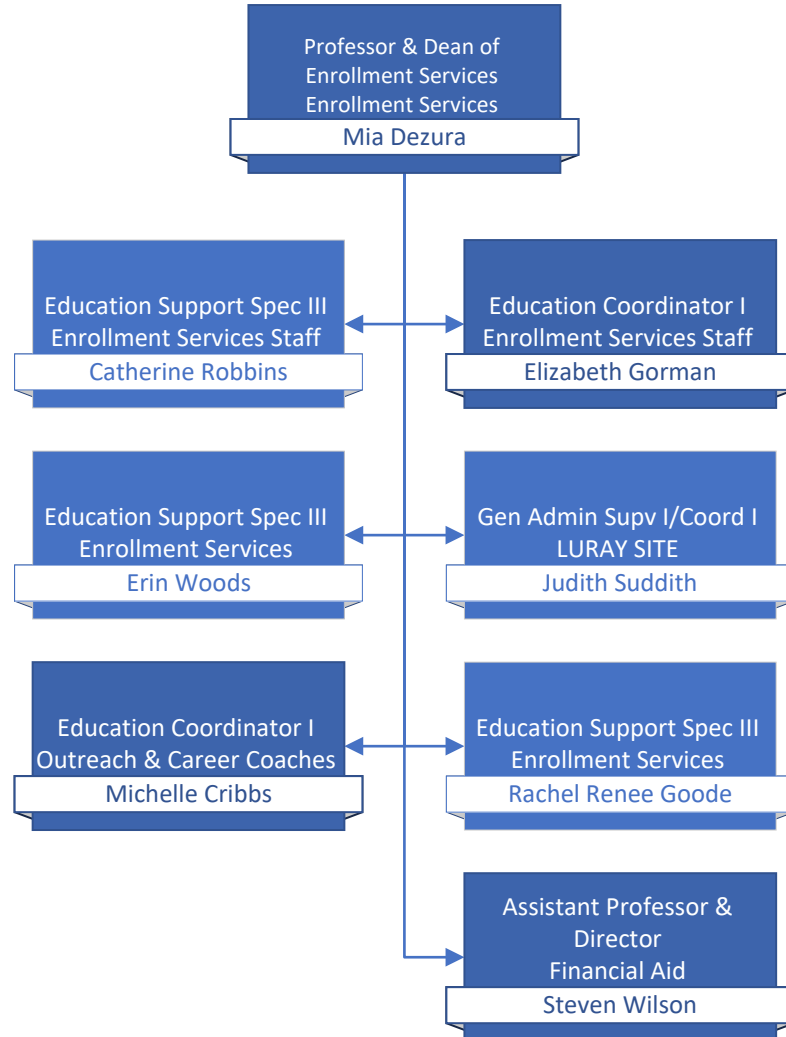 Professor & Dean of
Enrollment Services
Enrollment Services
Mia Dezura
Education Support Spec III
Enrollment Services Staff
Catherine Robbins
Education Coordinator I
Enrollment Services Staff
Elizabeth Gorman
Education Support Spec III
Enrollment Services
Erin Woods
Gen Admin Supv I/Coord I
LURAY SITE
Judith Suddith
Education Coordinator I
Outreach & Career Coaches
Michelle Cribbs
Education Support Spec III
Enrollment Services
Rachel Renee Goode
Assistant Professor &
Director
Financial Aid
Steven Wilson